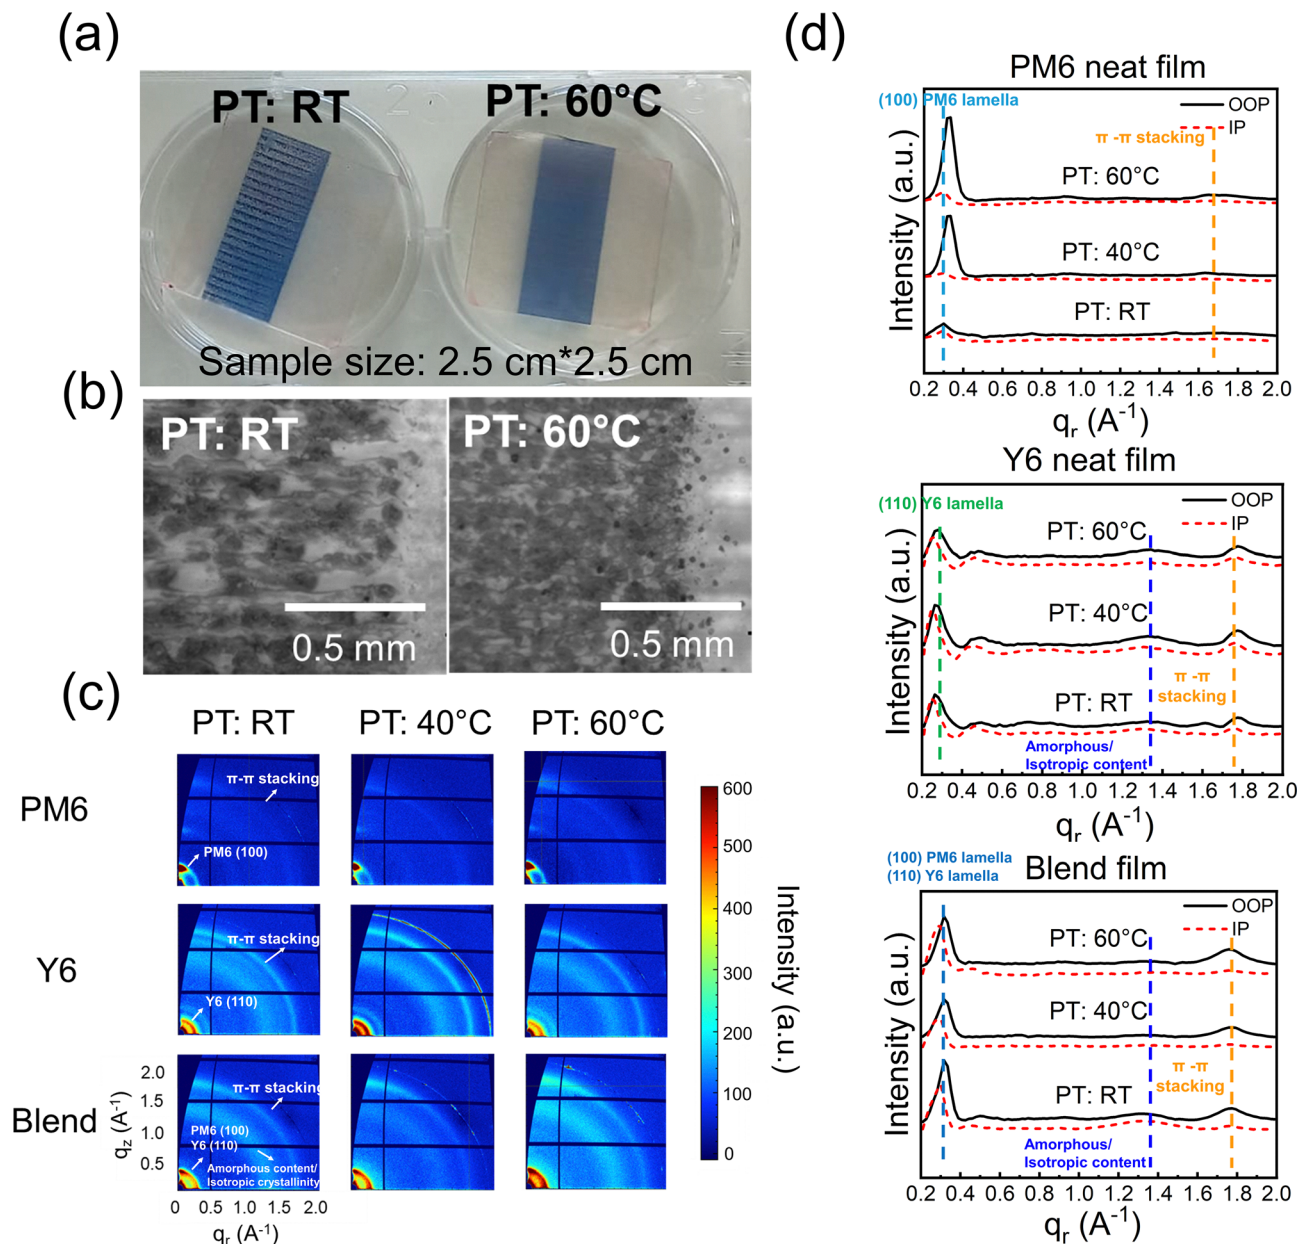 (a)
PT: RT
PT: 60°C
Sample size: 2.5 cm*2.5 cm
(b)
PT: RT
0.5 mm
PT: 60°C
0.5 mm
(c)
PT: RT
PT: 40°C
PT: 60°C
PM6
π-π stacking
PM6 (100)
Y6
π-π stacking
Y6 (110)
Blend
π-π stacking
PM6 (100)
Y6 (110)
Amorphous content/
Isotropic crystallinity
2.0
1.5
1.0
0.5
q_z (A⁻¹)
0 0.5 1.0 1.5 2.0
q_r (A⁻¹)
600
500
400
300
200
100
0
Intensity (a.u.)
(d)
PM6 neat film
(100) PM6 lamella
OOP
IP
π -π stacking
PT: 60°C
PT: 40°C
PT: RT
Intensity (a.u.)
0.2 0.4 0.6 0.8 1.0 1.2 1.4 1.6 1.8 2.0
q_r (A⁻¹)
Y6 neat film
(110) Y6 lamella
OOP
IP
PT: 60°C
PT: 40°C
π -π
stacking
PT: RT
Amorphous/
Isotropic content
Intensity (a.u.)
0.2 0.4 0.6 0.8 1.0 1.2 1.4 1.6 1.8 2.0
q_r (A⁻¹)
(100) PM6 lamella
(110) Y6 lamella
Blend film
OOP
IP
PT: 60°C
PT: 40°C
π -π
stacking
PT: RT
Amorphous/
Isotropic content
Intensity (a.u.)
0.2 0.4 0.6 0.8 1.0 1.2 1.4 1.6 1.8 2.0
q_r (A⁻¹)